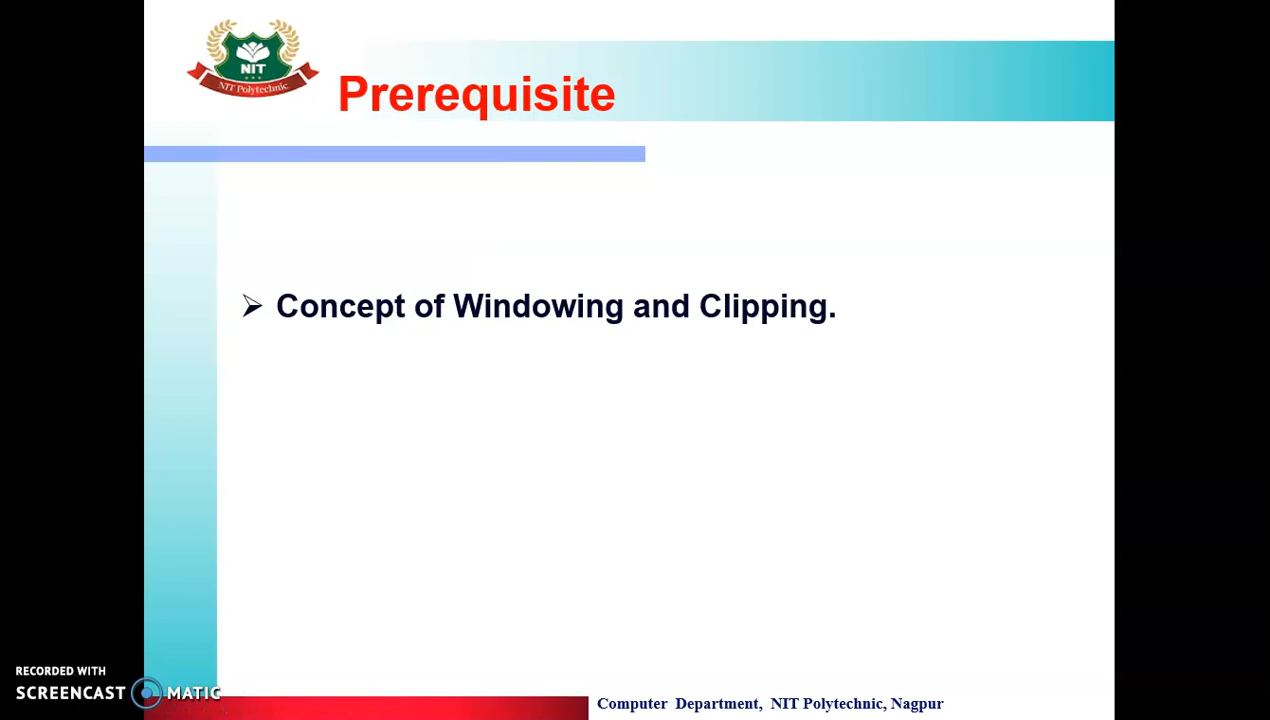 NIT
NIT Polytechnic
Prerequisite
➢ Concept of Windowing and Clipping.
RECORDED WITH
SCREENCAST MATIC
Computer Department, NIT Polytechnic, Nagpur